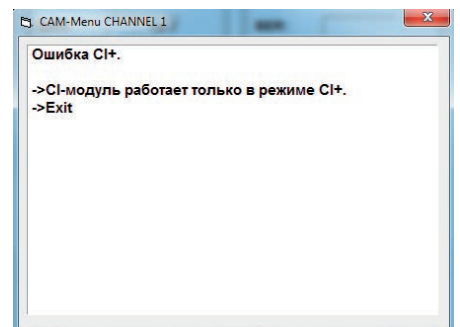 CAM-Menu CHANNEL 1
Ошибка CI+.
->CI-модуль работает только в режиме CI+.
->Exit